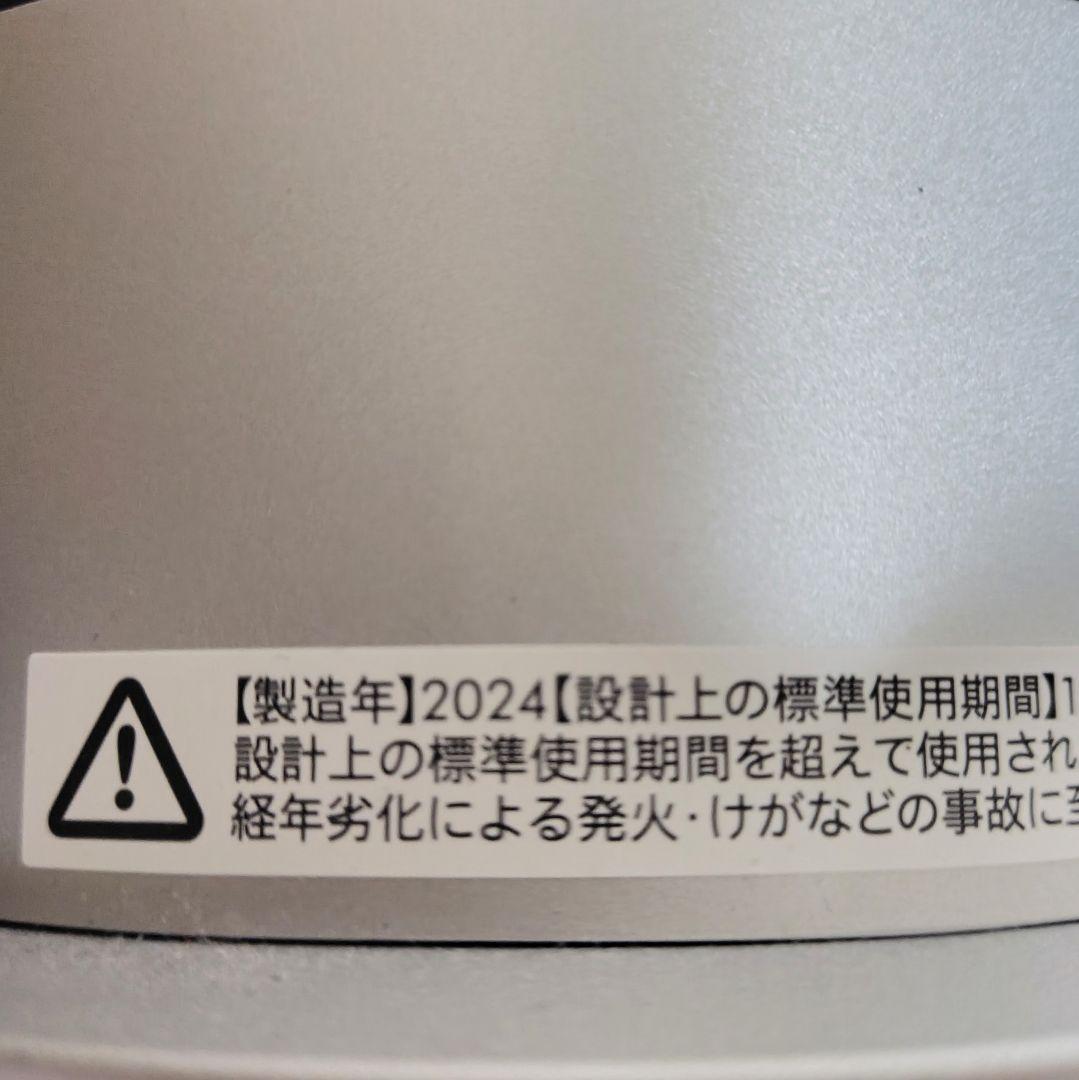 【製造年】2024【設計上の標準使用期間】1
設計上の標準使用期間を超えて使用され
経年劣化による発火・けがなどの事故に至